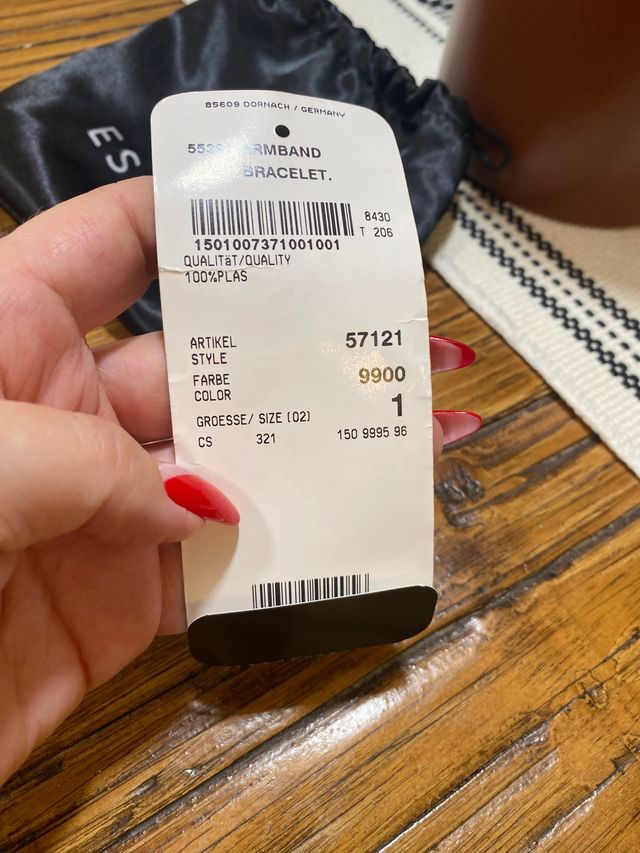 85609 DORNACH / GERMANY
ARMBAND
BRACELET.
8430
T 206
1501007371001001
QUALITäT/QUALITY
100%PLAS
ARTIKEL 57121
STYLE
FARBE 9900
COLOR
1
GROESSE/ SIZE (02)
CS 321 150 9995 96
ES